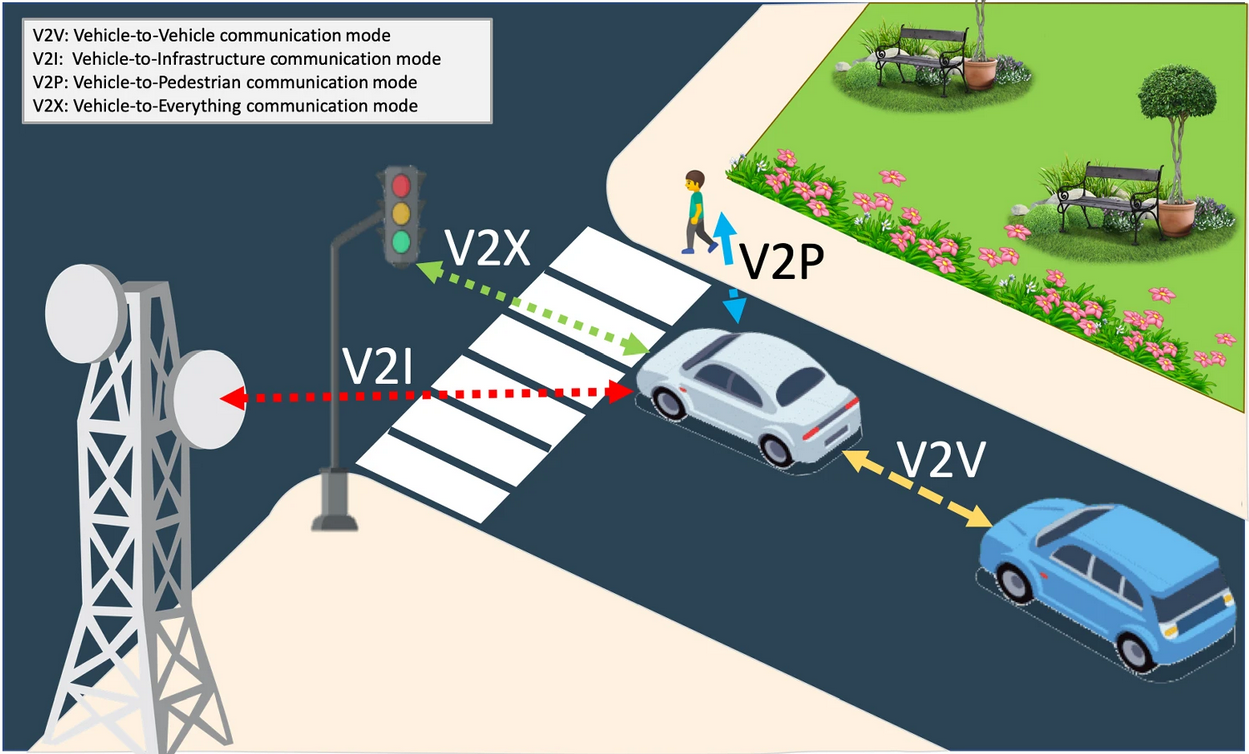 V2V: Vehicle-to-Vehicle communication mode
V2I: Vehicle-to-Infrastructure communication mode
V2P: Vehicle-to-Pedestrian communication mode
V2X: Vehicle-to-Everything communication mode
V2X
V2P
V2I
V2V